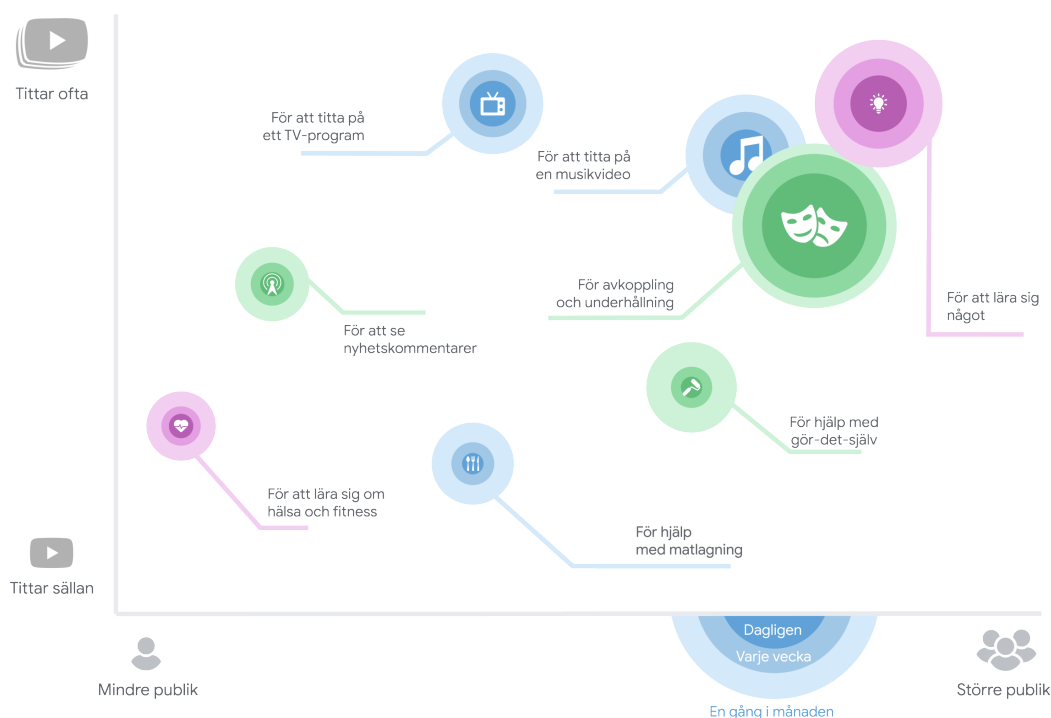 Tittar ofta
För att titta på
ett TV-program
För att titta på
en musikvideo
För avkoppling
och underhållning
För att lära sig
något
För att se
nyhetskommentarer
För hjälp med
gör-det-själv
För att lära sig om
hälsa och fitness
För hjälp
med matlagning
Tittar sällan
Dagligen
Varje vecka
En gång i månaden
Mindre publik
Större publik